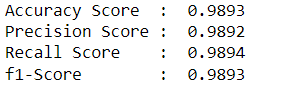 Accuracy Score  :  0.9893
Precision Score :  0.9892
Recall Score    :  0.9894
f1-Score        :  0.9893